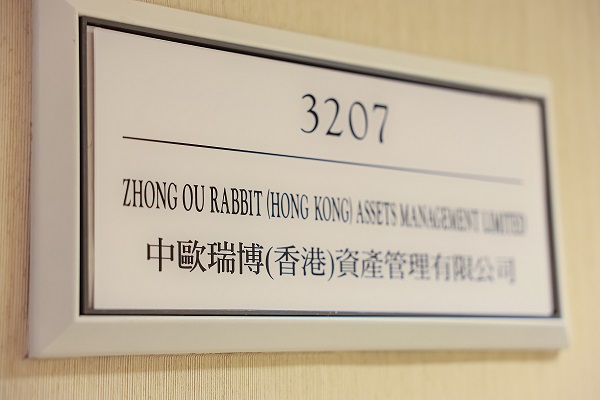 3207
ZHONG OU RABBIT (HONG KONG) ASSETS MANAGEMENT LIMITED
中歐瑞博(香港)資產管理有限公司